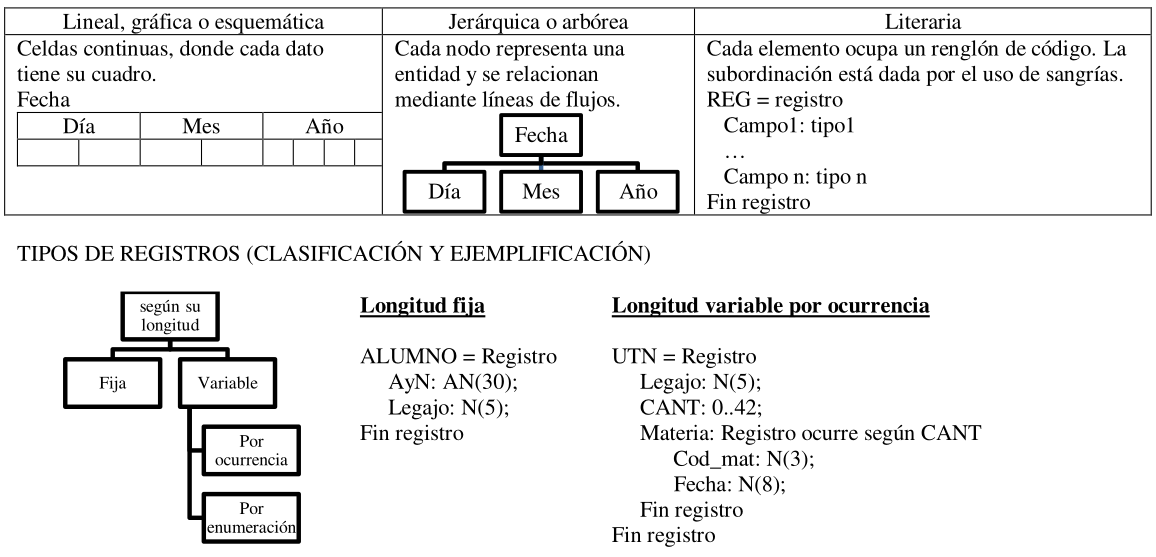 Lineal, gráfica o esquemática
Celdas continuas, donde cada dato
tiene su cuadro.
Fecha
Día Mes Año
Jerárquica o arbórea
Cada nodo representa una
entidad y se relacionan
mediante líneas de flujos.
Fecha
Día Mes Año
Literaria
Cada elemento ocupa un renglón de código. La
subordinación está dada por el uso de sangrías.
REG = registro
Campo1: tipo1
…
Campo n: tipo n
Fin registro
TIPOS DE REGISTROS (CLASIFICACIÓN Y EJEMPLIFICACIÓN)
según su
longitud
Fija Variable
Por
ocurrencia
Por
enumeración
Longitud fija
ALUMNO = Registro
AyN: AN(30);
Legajo: N(5);
Fin registro
Longitud variable por ocurrencia
UTN = Registro
Legajo: N(5);
CANT: 0..42;
Materia: Registro ocurre según CANT
Cod_mat: N(3);
Fecha: N(8);
Fin registro
Fin registro